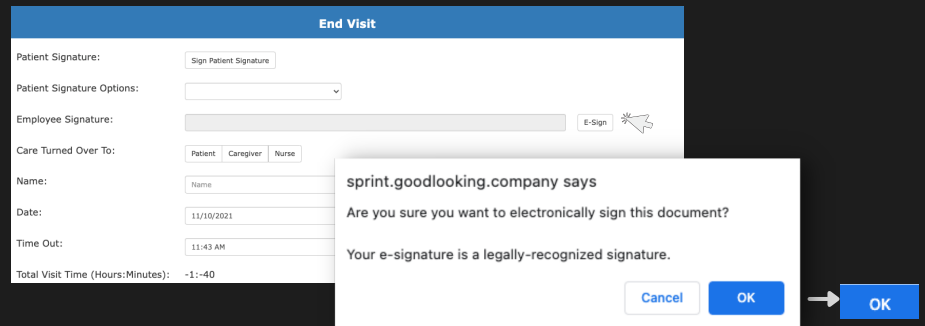 End Visit
Patient Signature:
Sign Patient Signature
Patient Signature Options:
Employee Signature:
E-Sign
Care Turned Over To:
Patient Caregiver Nurse
Name:
Name
Date:
11/10/2021
Time Out:
11:43 AM
Total Visit Time (Hours:Minutes): -1:-40
sprint.goodlooking.company says
Are you sure you want to electronically sign this document?
Your e-signature is a legally-recognized signature.
Cancel OK
OK